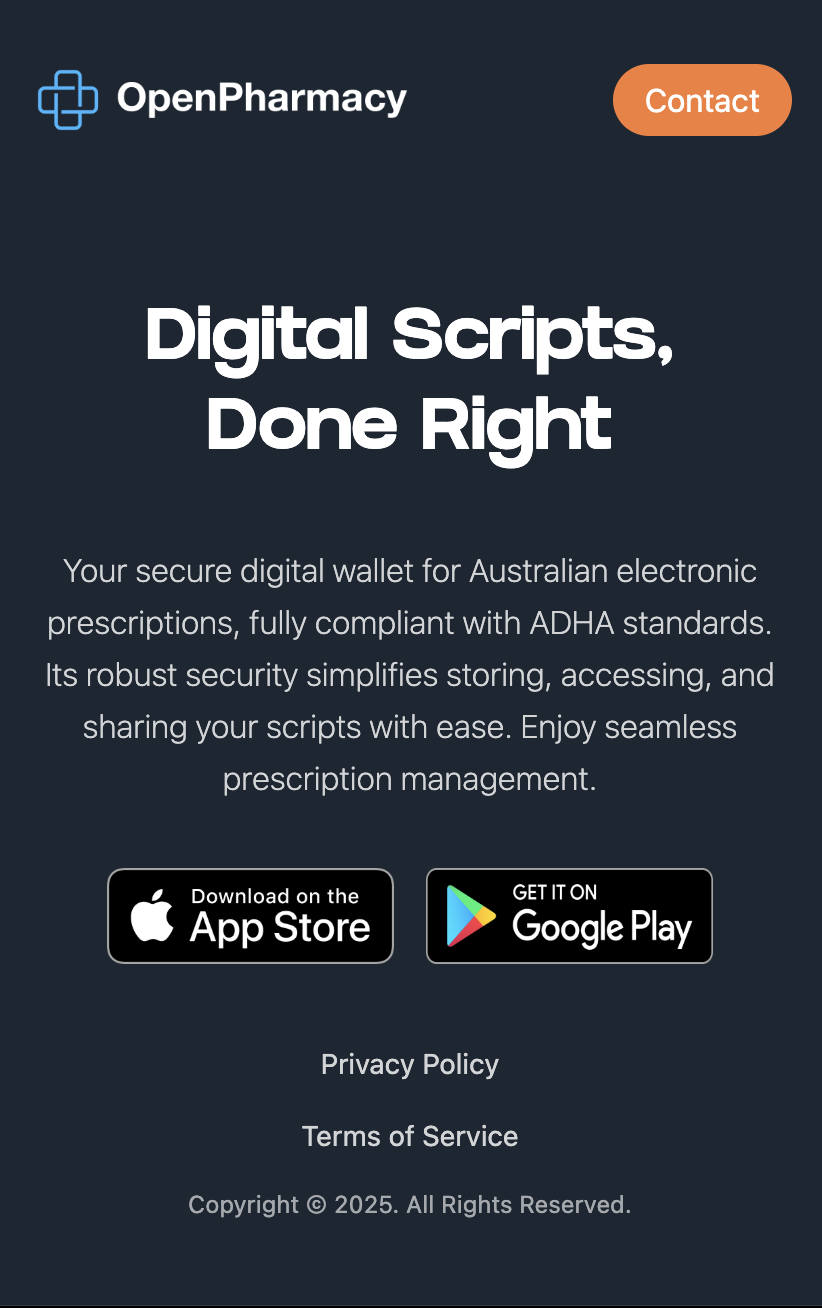 OpenPharmacy
Contact
Digital Scripts,
Done Right
Your secure digital wallet for Australian electronic
prescriptions, fully compliant with ADHA standards.
Its robust security simplifies storing, accessing, and
sharing your scripts with ease. Enjoy seamless
prescription management.
Download on the
App Store
GET IT ON
Google Play
Privacy Policy
Terms of Service
Copyright © 2025. All Rights Reserved.